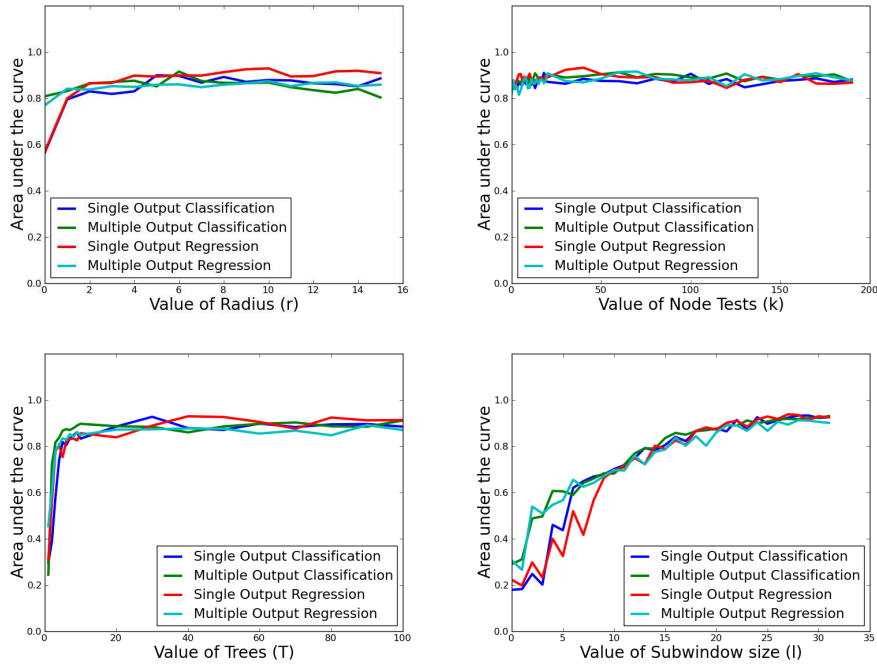 Area under the curve
1.0
0.8
0.6
0.4
0.2
0.0
Single Output Classification
Multiple Output Classification
Single Output Regression
Multiple Output Regression
0 2 4 6 8 10 12 14 16
Value of Radius (r)
Area under the curve
1.0
0.8
0.6
0.4
0.2
0.0
Single Output Classification
Multiple Output Classification
Single Output Regression
Multiple Output Regression
0 50 100 150 200
Value of Node Tests (k)
Area under the curve
1.0
0.8
0.6
0.4
0.2
0.0
Single Output Classification
Multiple Output Classification
Single Output Regression
Multiple Output Regression
0 20 40 60 80 100
Value of Trees (T)
Area under the curve
1.0
0.8
0.6
0.4
0.2
0.0
Single Output Classification
Multiple Output Classification
Single Output Regression
Multiple Output Regression
0 5 10 15 20 25 30 35
Value of Subwindow size (l)